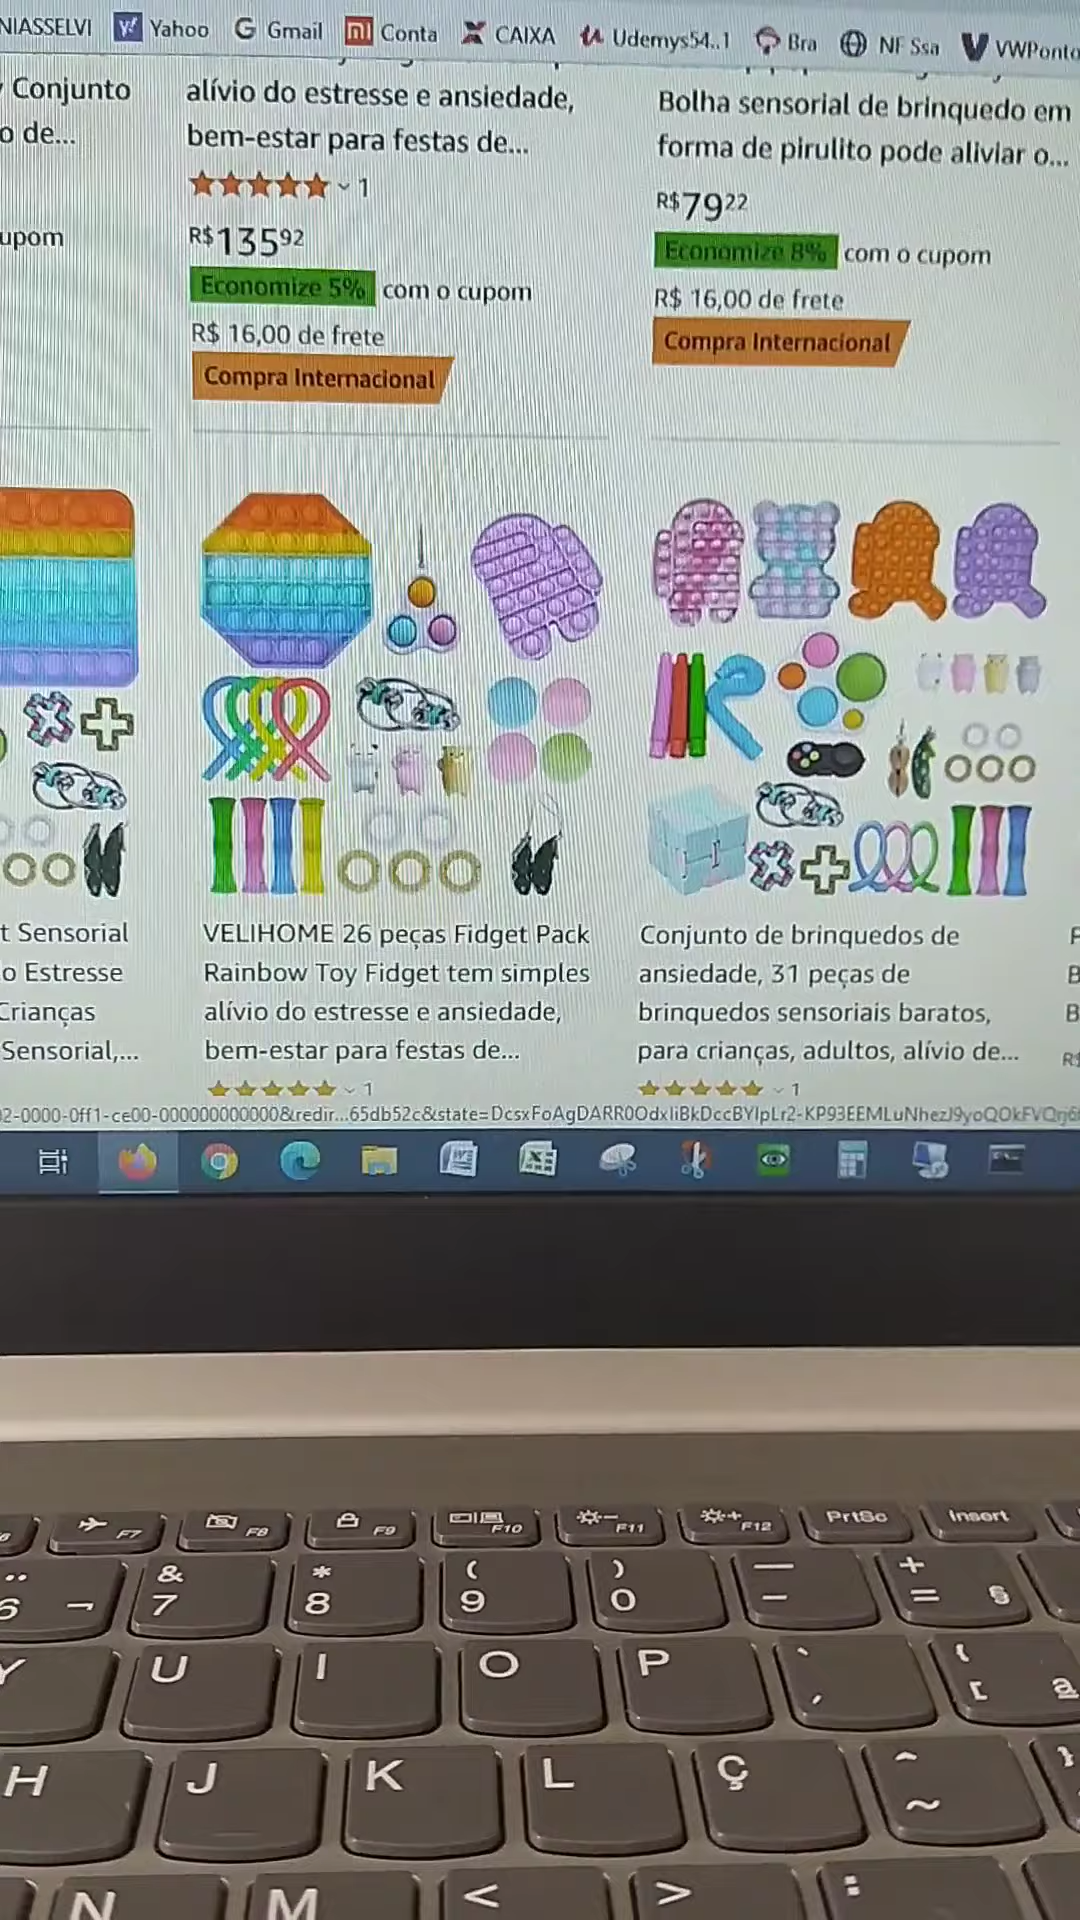 NIASSELVI Yahoo Gmail Conta CAIXA Udemys54..1 Bra NF Ssa VWPonto
Conjunto
o de...
upom
alívio do estresse e ansiedade,
bem-estar para festas de...
1
R$13592
Economize 5% com o cupom
R$ 16,00 de frete
Compra Internacional
Bolha sensorial de brinquedo em
forma de pirulito pode aliviar o...
R$7922
Economize 8% com o cupom
R$ 16,00 de frete
Compra Internacional
t Sensorial
o Estresse
Crianças
Sensorial,...
VELIHOME 26 peças Fidget Pack
Rainbow Toy Fidget tem simples
alívio do estresse e ansiedade,
bem-estar para festas de...
1
Conjunto de brinquedos de
ansiedade, 31 peças de
brinquedos sensoriais baratos,
para crianças, adultos, alívio de...
1
F
B
B
R$
F7 F8 F9 F10 F11 F12 PrtSc Insert
¨ & * ( ) — +
6 ¬ 7 8 9 0 - = §
Y U I O P ` ´ { [ ª
H J K L Ç ^ ~ }
N M < > :